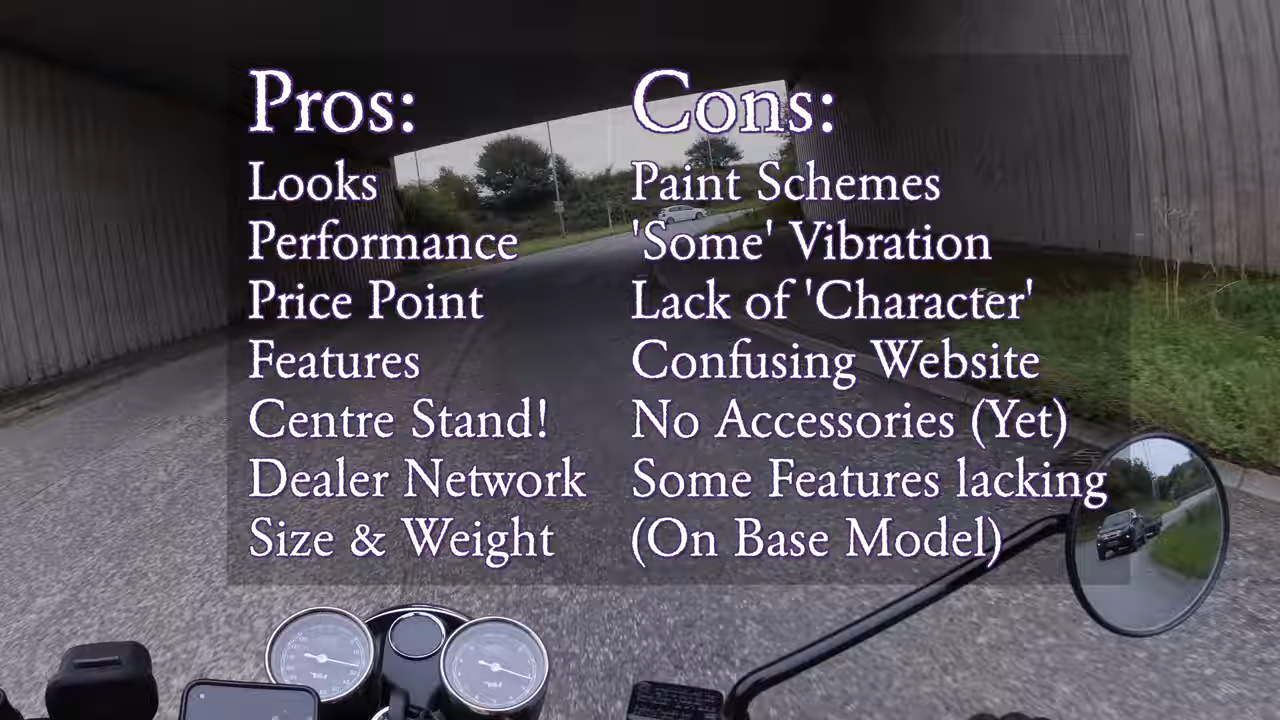 Pros:
Looks
Performance
Price Point
Features
Centre Stand!
Dealer Network
Size & Weight
Cons:
Paint Schemes
'Some' Vibration
Lack of 'Character'
Confusing Website
No Accessories (Yet)
Some Features lacking
(On Base Model)